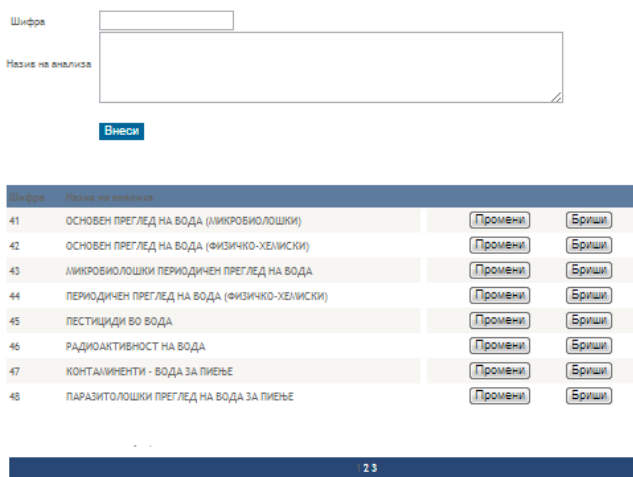 Шифра
Назив на анализа
Внеси
Шифра Назив на анализа
41 ОСНОВЕН ПРЕГЛЕД НА ВОДА (МИКРОБИОЛОШКИ) Промени Бриши
42 ОСНОВЕН ПРЕГЛЕД НА ВОДА (ФИЗИЧКО-ХЕМИСКИ) Промени Бриши
43 МИКРОБИОЛОШКИ ПЕРИОДИЧЕН ПРЕГЛЕД НА ВОДА Промени Бриши
44 ПЕРИОДИЧЕН ПРЕГЛЕД НА ВОДА (ФИЗИЧКО-ХЕМИСКИ) Промени Бриши
45 ПЕСТИЦИДИ ВО ВОДА Промени Бриши
46 РАДИОАКТИВНОСТ НА ВОДА Промени Бриши
47 КОНТАМИНЕНТИ - ВОДА ЗА ПИЕЊЕ Промени Бриши
48 ПАРАЗИТОЛОШКИ ПРЕГЛЕД НА ВОДА ЗА ПИЕЊЕ Промени Бриши
1 2 3